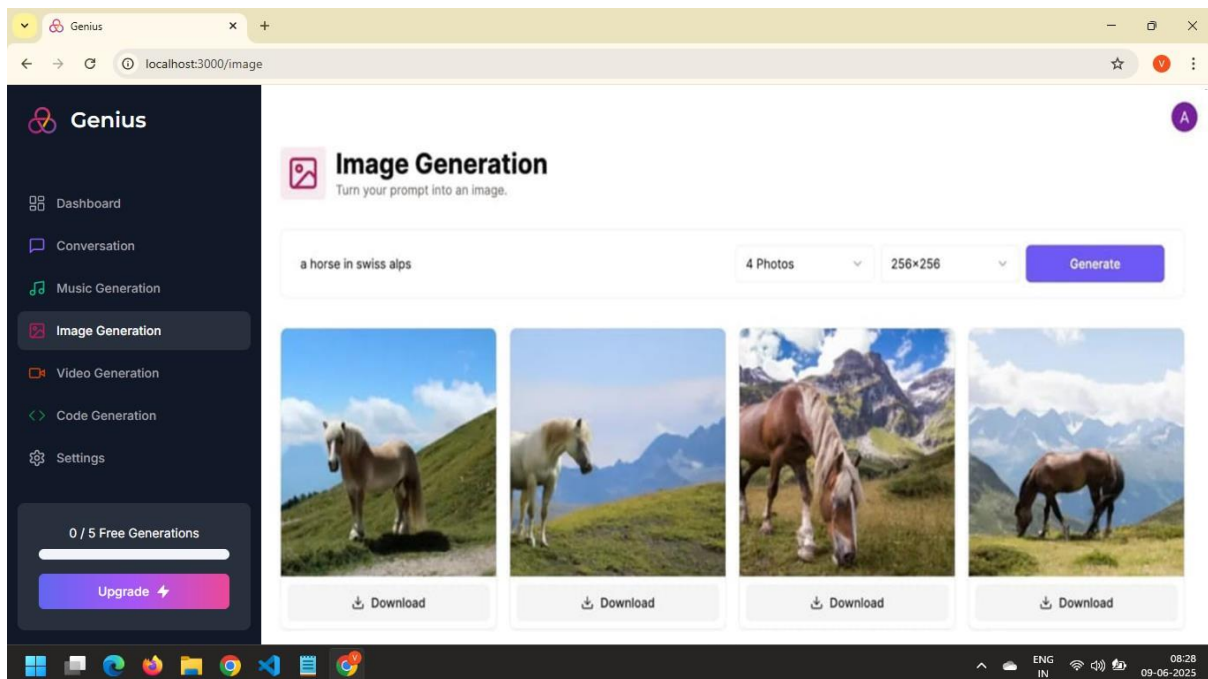 Genius
localhost:3000/image
V
Genius
A
Image Generation
Turn your prompt into an image.
Dashboard
Conversation
Music Generation
Image Generation
Video Generation
Code Generation
Settings
a horse in swiss alps
4 Photos
256×256
Generate
0 / 5 Free Generations
Upgrade
Download
Download
Download
Download
ENG
IN
08:28
09-06-2025